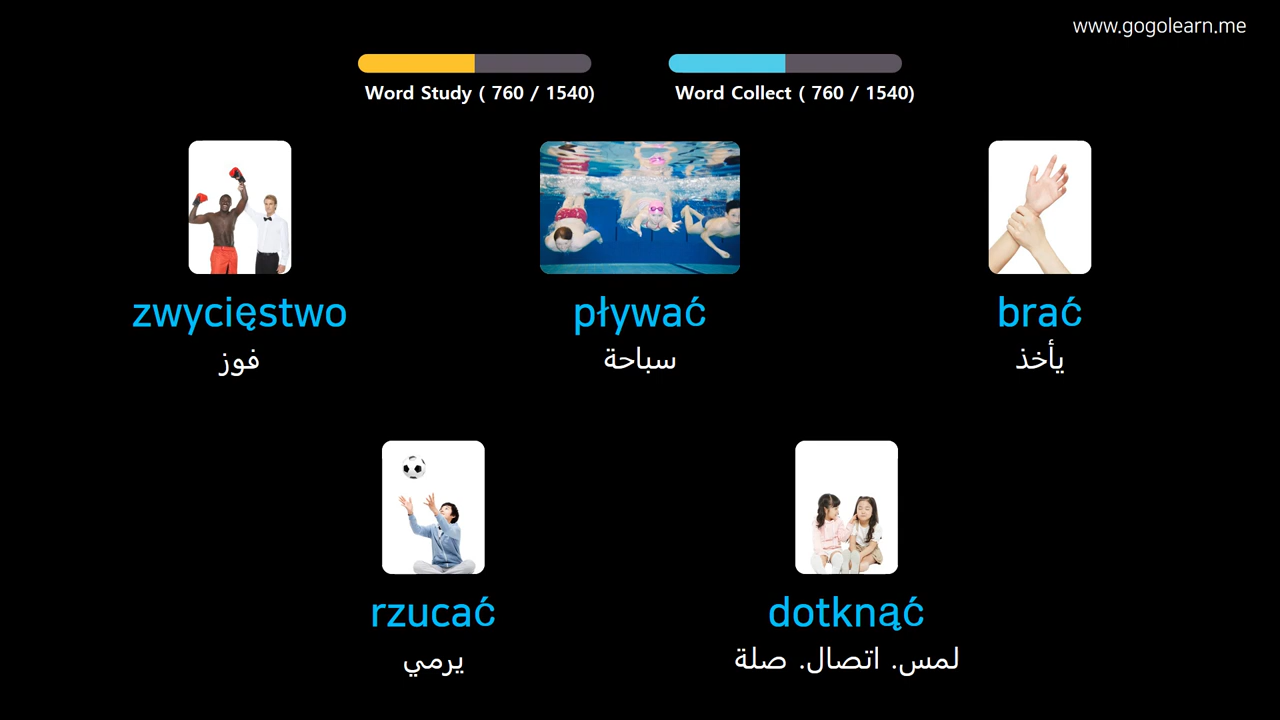 www.gogolearn.me
Word Study ( 760 / 1540)
Word Collect ( 760 / 1540)
zwycięstwo
فوز
pływać
سباحة
brać
يأخذ
rzucać
يرمي
dotknąć
لمس. اتصال. صلة